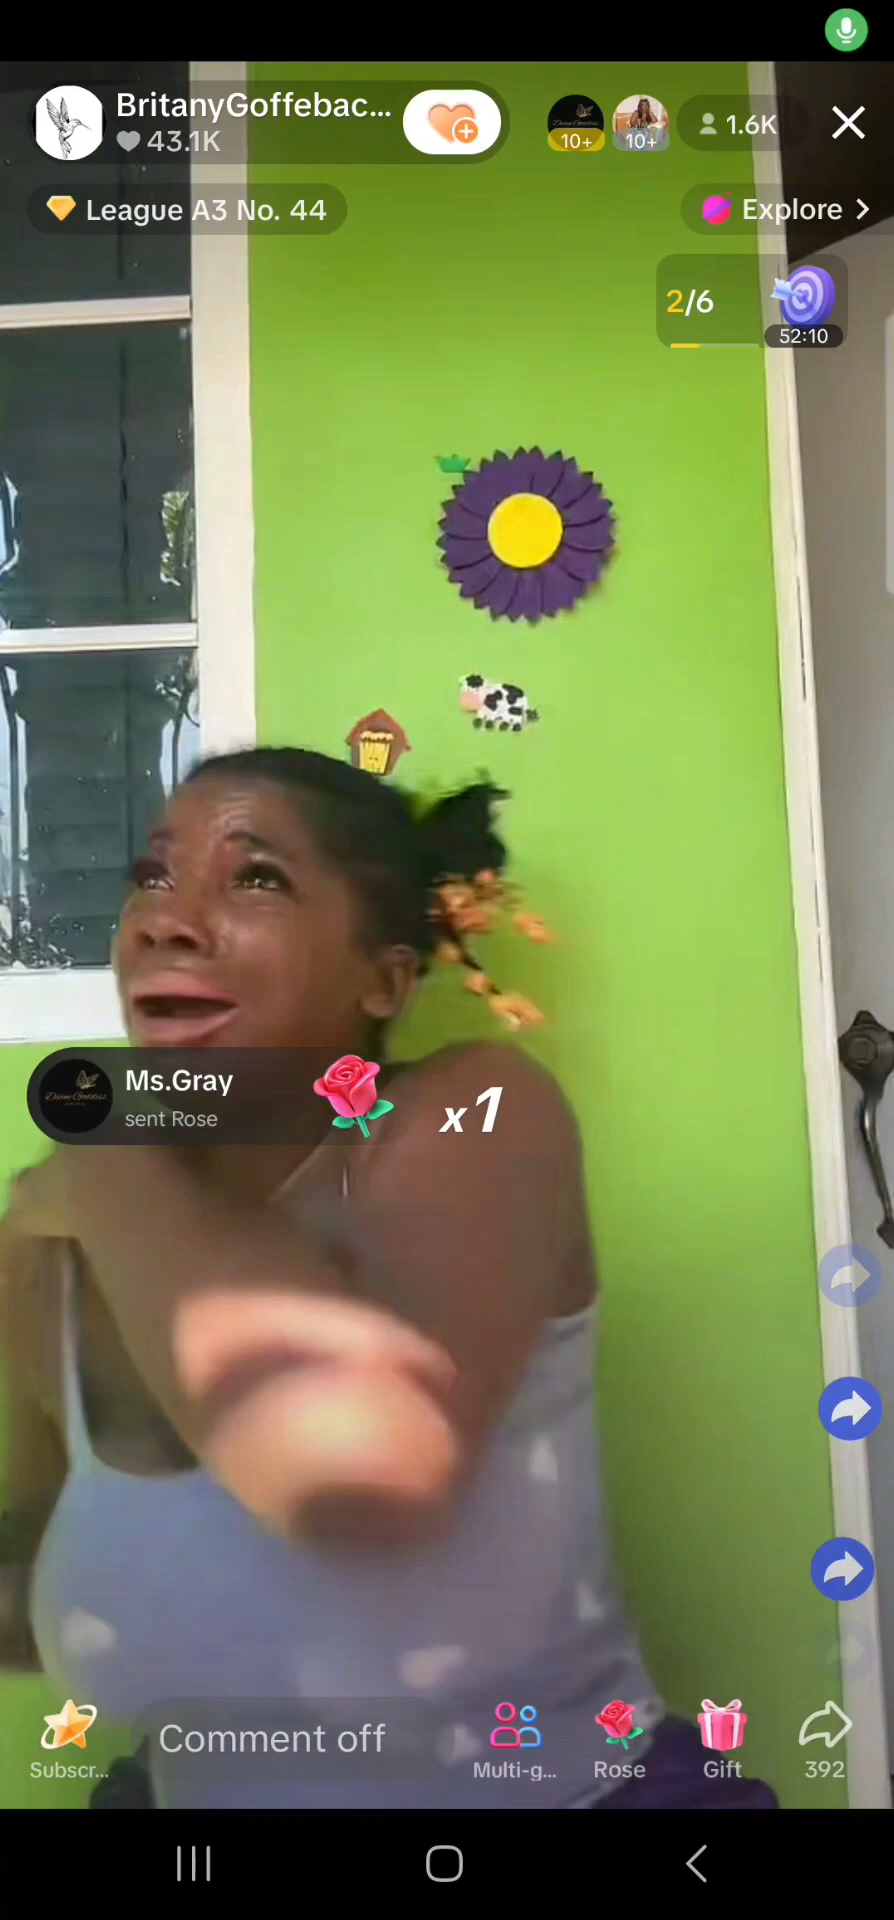 BritanyGoffebac...
43.1K
10+
10+
1.6K
League A3 No. 44
Explore
2/6
52:10
Ms.Gray
sent Rose
x1
Subscr...
Comment off
Multi-g...
Rose
Gift
392